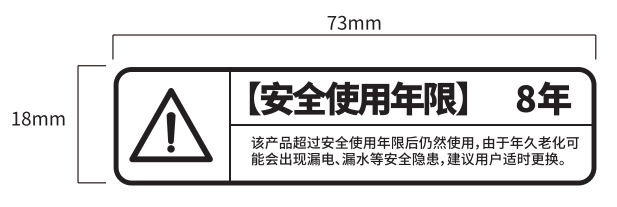 73mm
18mm
【安全使用年限】 8年
该产品超过安全使用年限后仍然使用，由于年久老化可
能会出现漏电、漏水等安全隐患，建议用户适时更换。